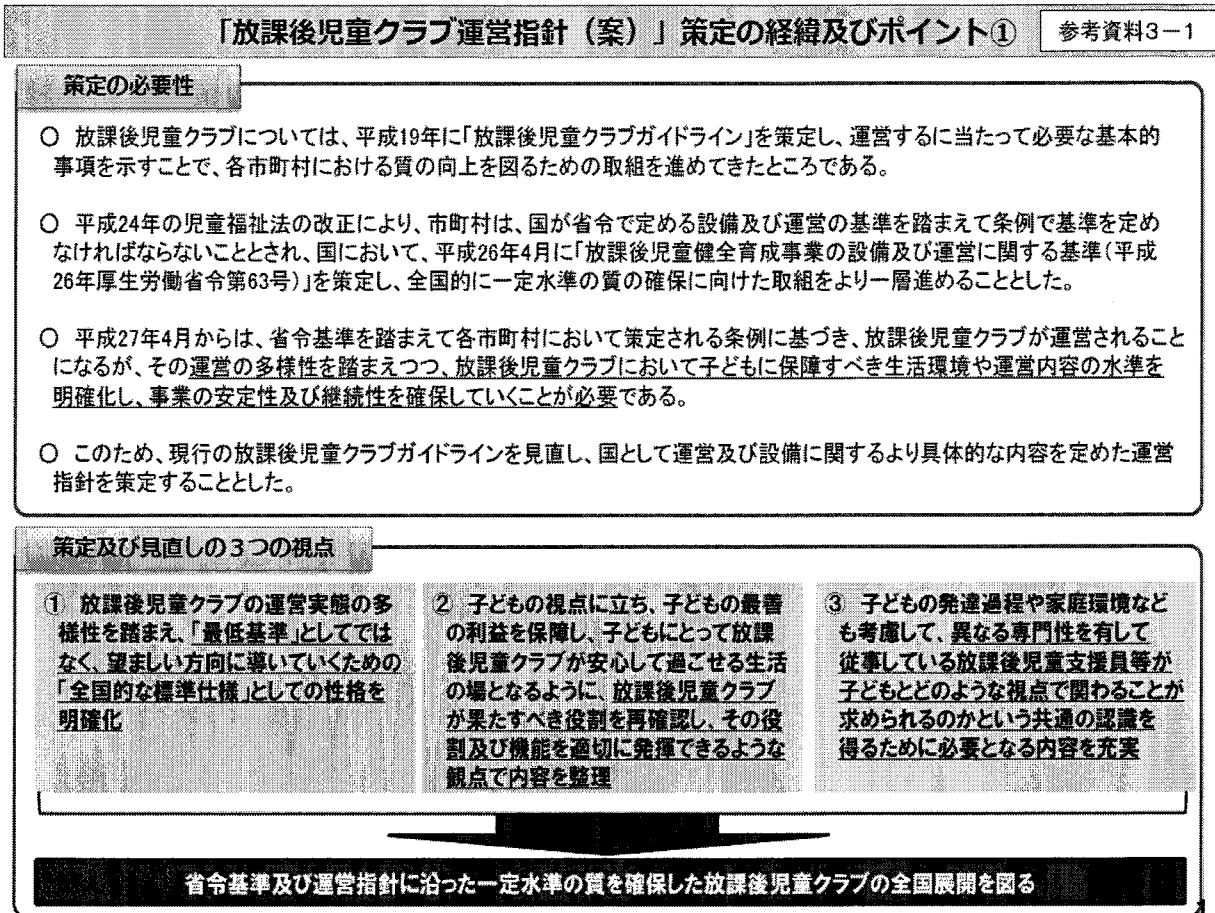 「放課後児童クラブ運営指針（案）」策定の経緯及びポイント①
参考資料3－1
策定の必要性
○ 放課後児童クラブについては、平成19年に「放課後児童クラブガイドライン」を策定し、運営するに当たって必要な基本的
事項を示すことで、各市町村における質の向上を図るための取組を進めてきたところである。
○ 平成24年の児童福祉法の改正により、市町村は、国が省令で定める設備及び運営の基準を踏まえて条例で基準を定め
なければならないこととされ、国において、平成26年4月に「放課後児童健全育成事業の設備及び運営に関する基準（平成
26年厚生労働省令第63号）」を策定し、全国的に一定水準の質の確保に向けた取組をより一層進めることとした。
○ 平成27年4月からは、省令基準を踏まえて各市町村において策定される条例に基づき、放課後児童クラブが運営されること
になるが、その運営の多様性を踏まえつつ、放課後児童クラブにおいて子どもに保障すべき生活環境や運営内容の水準を
明確化し、事業の安定性及び継続性を確保していくことが必要である。
○ このため、現行の放課後児童クラブガイドラインを見直し、国として運営及び設備に関するより具体的な内容を定めた運営
指針を策定することとした。
策定及び見直しの3つの視点
① 放課後児童クラブの運営実態の多
様性を踏まえ、「最低基準」としてでは
なく、望ましい方向に導いていくための
「全国的な標準仕様」としての性格を
明確化
② 子どもの視点に立ち、子どもの最善
の利益を保障し、子どもにとって放課
後児童クラブが安心して過ごせる生活
の場となるように、放課後児童クラブ
が果たすべき役割を再確認し、その役
割及び機能を適切に発揮できるような
観点で内容を整理
③ 子どもの発達過程や家庭環境など
も考慮して、異なる専門性を有して
従事している放課後児童支援員等が
子どもとどのような視点で関わることが
求められるのかという共通の認識を
得るために必要となる内容を充実
省令基準及び運営指針に沿った一定水準の質を確保した放課後児童クラブの全国展開を図る